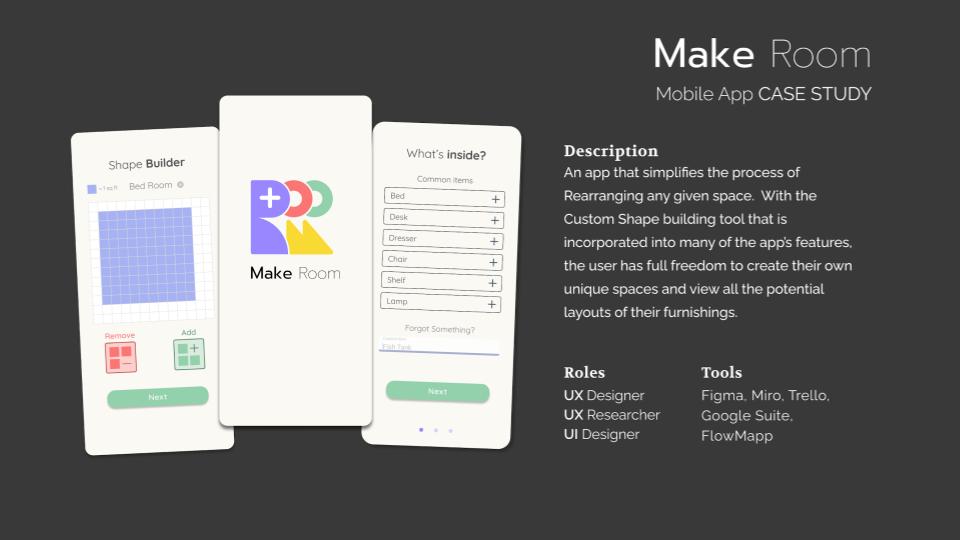 Make Room
Mobile App CASE STUDY
Shape Builder
~1 sq ft
Bed Room
Remove
Add
Next
Make Room
What's inside?
Common items
Bed
Desk
Dresser
Chair
Shelf
Lamp
Forgot Something?
Fish Tank
Next
Description
An app that simplifies the process of
Rearranging any given space. With the
Custom Shape building tool that is
incorporated into many of the app's features,
the user has full freedom to create their own
unique spaces and view all the potential
layouts of their furnishings.
Roles
UX Designer
UX Researcher
UI Designer
Tools
Figma, Miro, Trello,
Google Suite,
FlowMapp